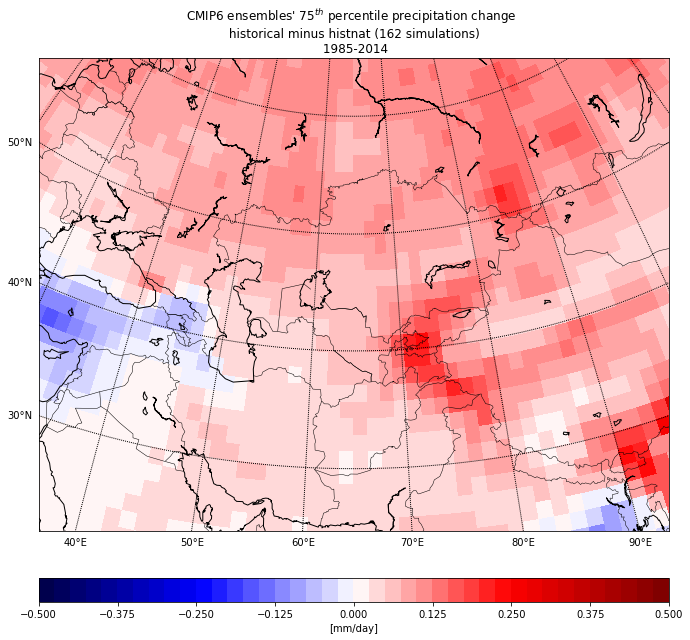 CMIP6 ensembles' 75th percentile precipitation change
historical minus histnat (162 simulations)
1985-2014
50°N
40°N
30°N
40°E 50°E 60°E 70°E 80°E 90°E
−0.500 −0.375 −0.250 −0.125 0.000 0.125 0.250 0.375 0.500
[mm/day]